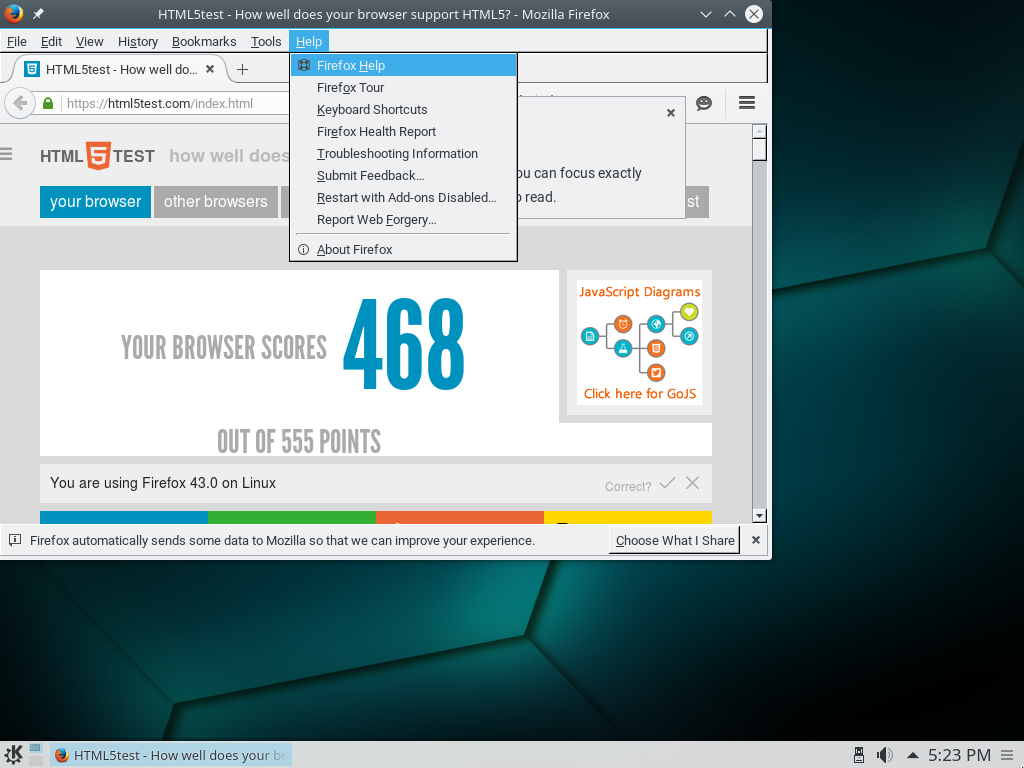 HTML5test - How well does your browser support HTML5? - Mozilla Firefox
File Edit View History Bookmarks Tools Help
HTML5test - How well do...
https://html5test.com/index.html
Firefox Help
Firefox Tour
Keyboard Shortcuts
Firefox Health Report
Troubleshooting Information
Submit Feedback...
Restart with Add-ons Disabled...
Report Web Forgery...
About Firefox
can focus exactly
read.
HTML 5 TEST how well does
your browser other browsers
YOUR BROWSER SCORES 468
OUT OF 555 POINTS
JavaScript Diagrams
Click here for GoJS
You are using Firefox 43.0 on Linux
Correct?
Firefox automatically sends some data to Mozilla so that we can improve your experience.
Choose What I Share
HTML5test - How well does your br
5:23 PM